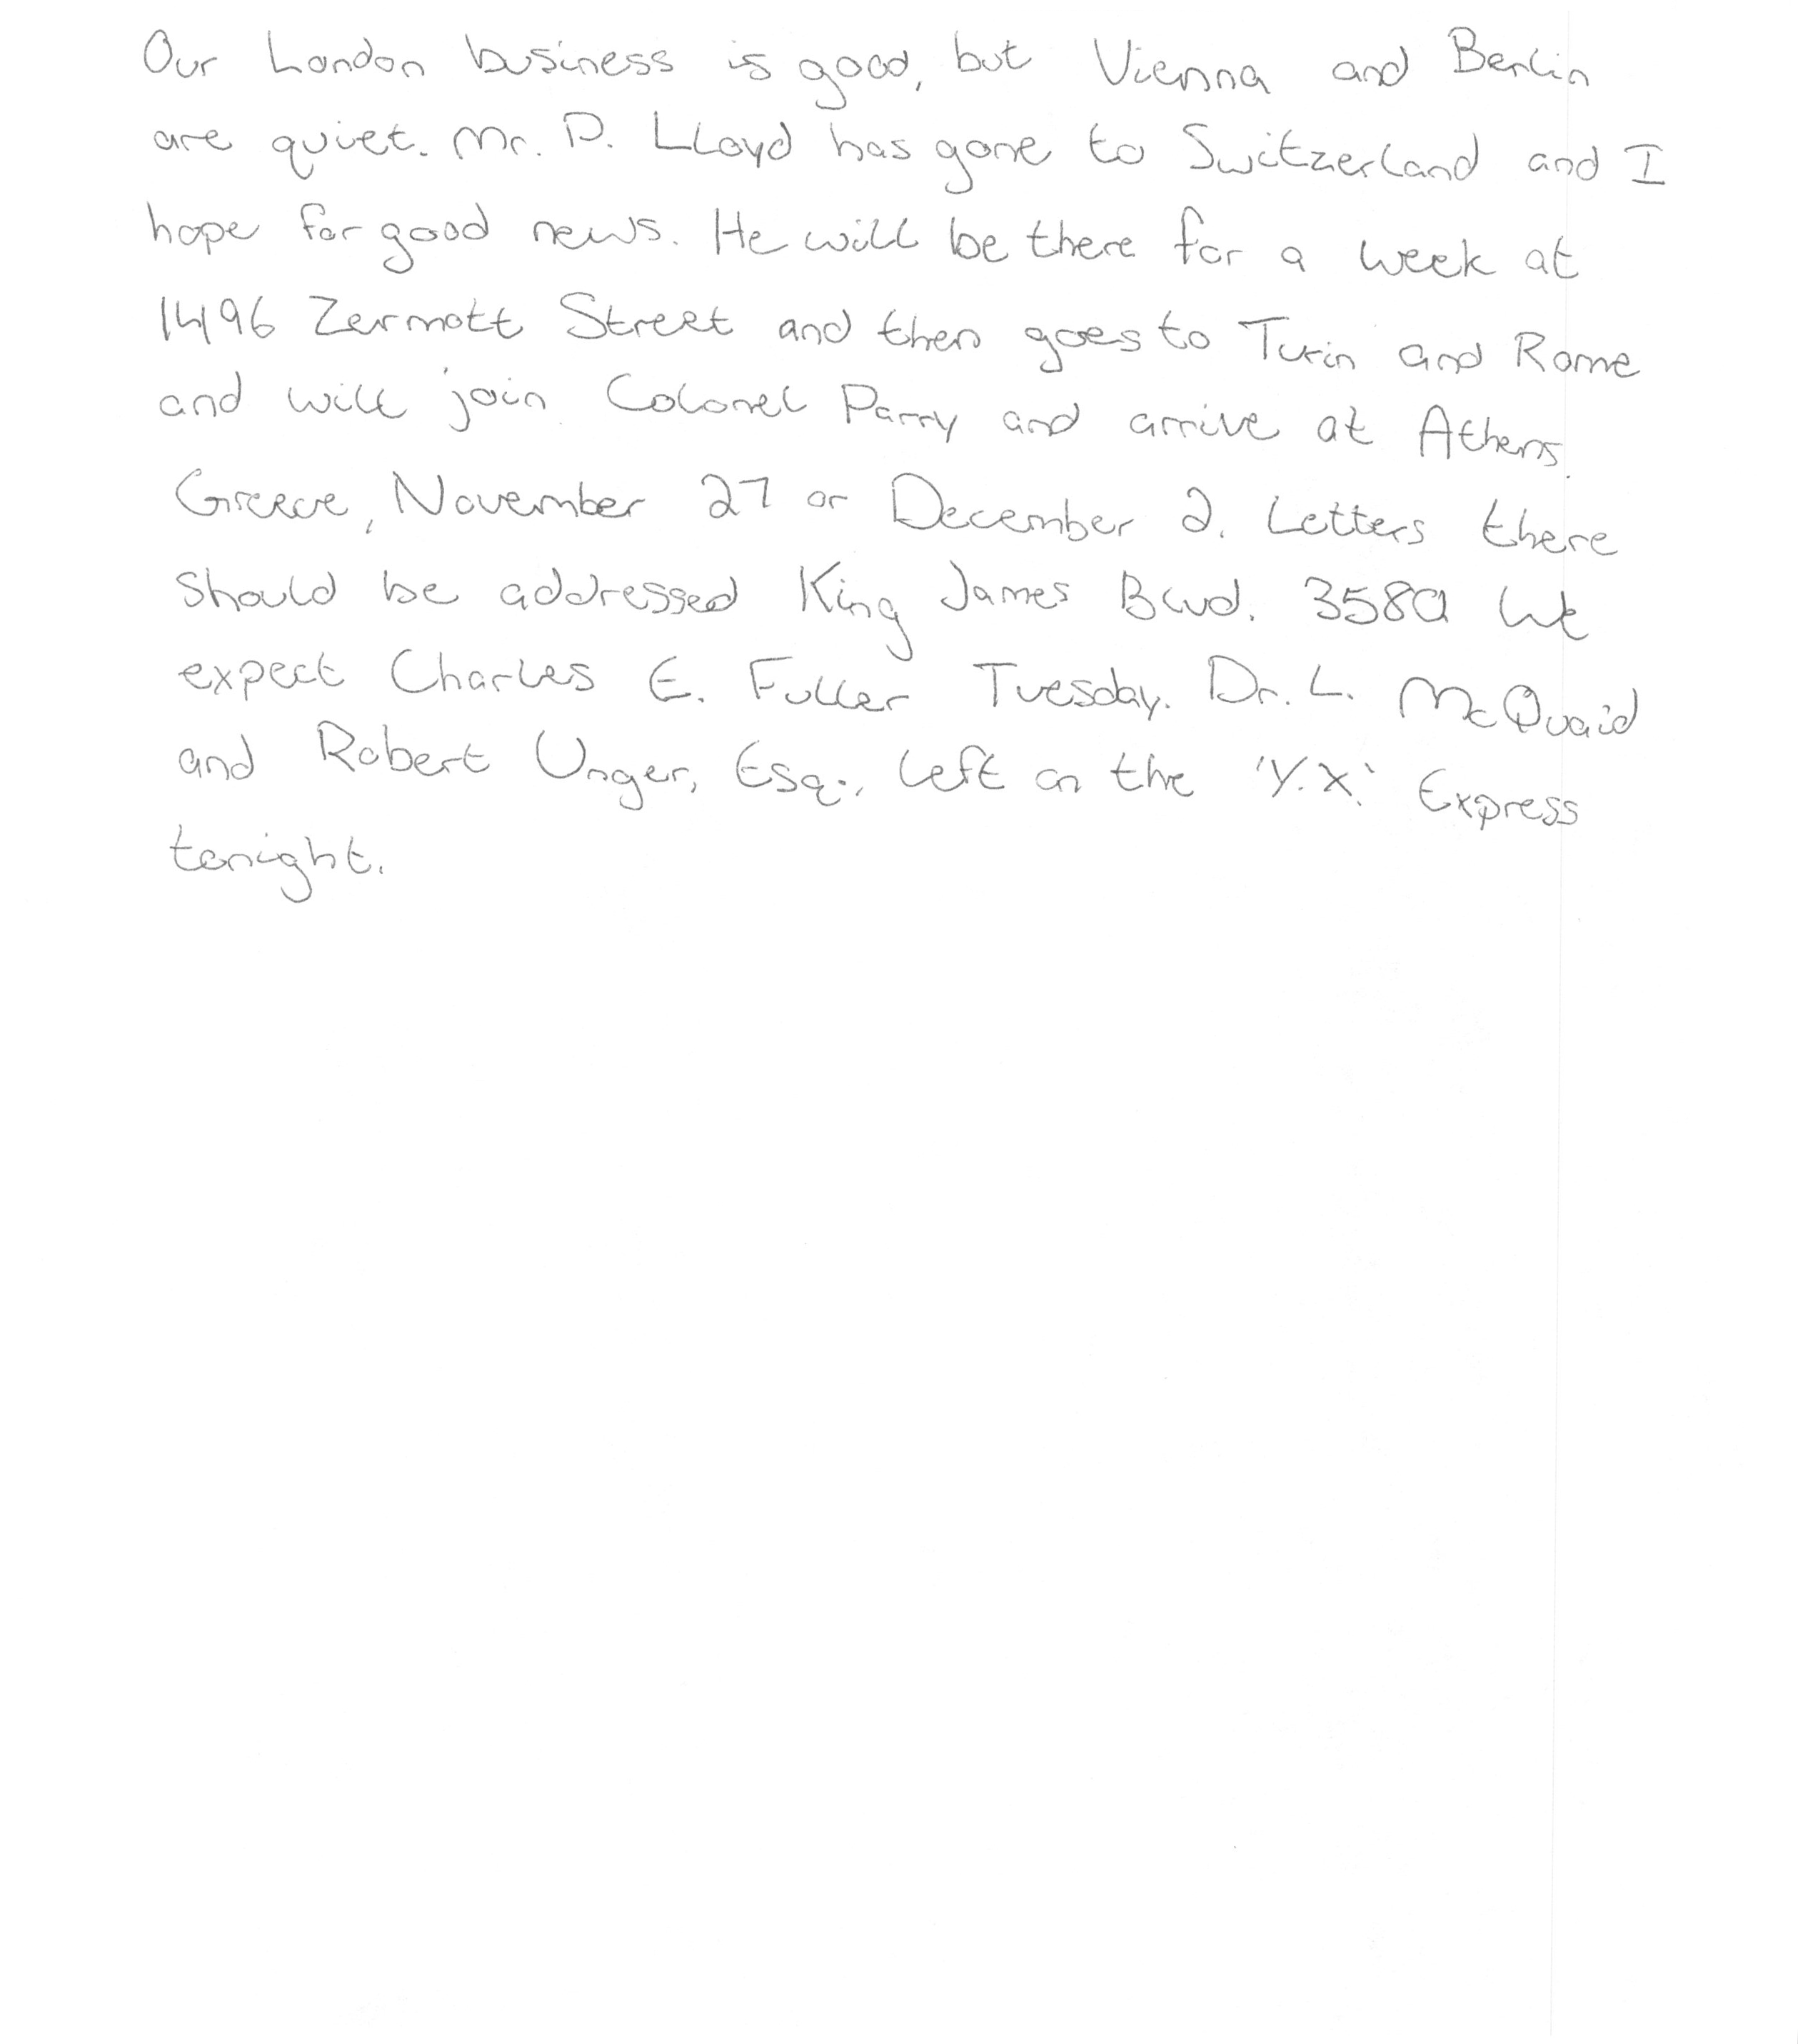 Our London business is good, but Vienna and Berlin
are quiet. Mr. D. Lloyd has gone to Switzerland and I
hope for good news. He will be there for a week at
1496 Zermott Street and then goes to Turin and Rome
and will join Colonel Parry and arrive at Athens,
Greece, November 27 or December 2. Letters there
should be addressed King James Blvd. 3580 We
expect Charles E. Fuller Tuesday. Dr. L. McQuaid
and Robert Unger, Esq., left on the 'Y.X.' Express
tonight.